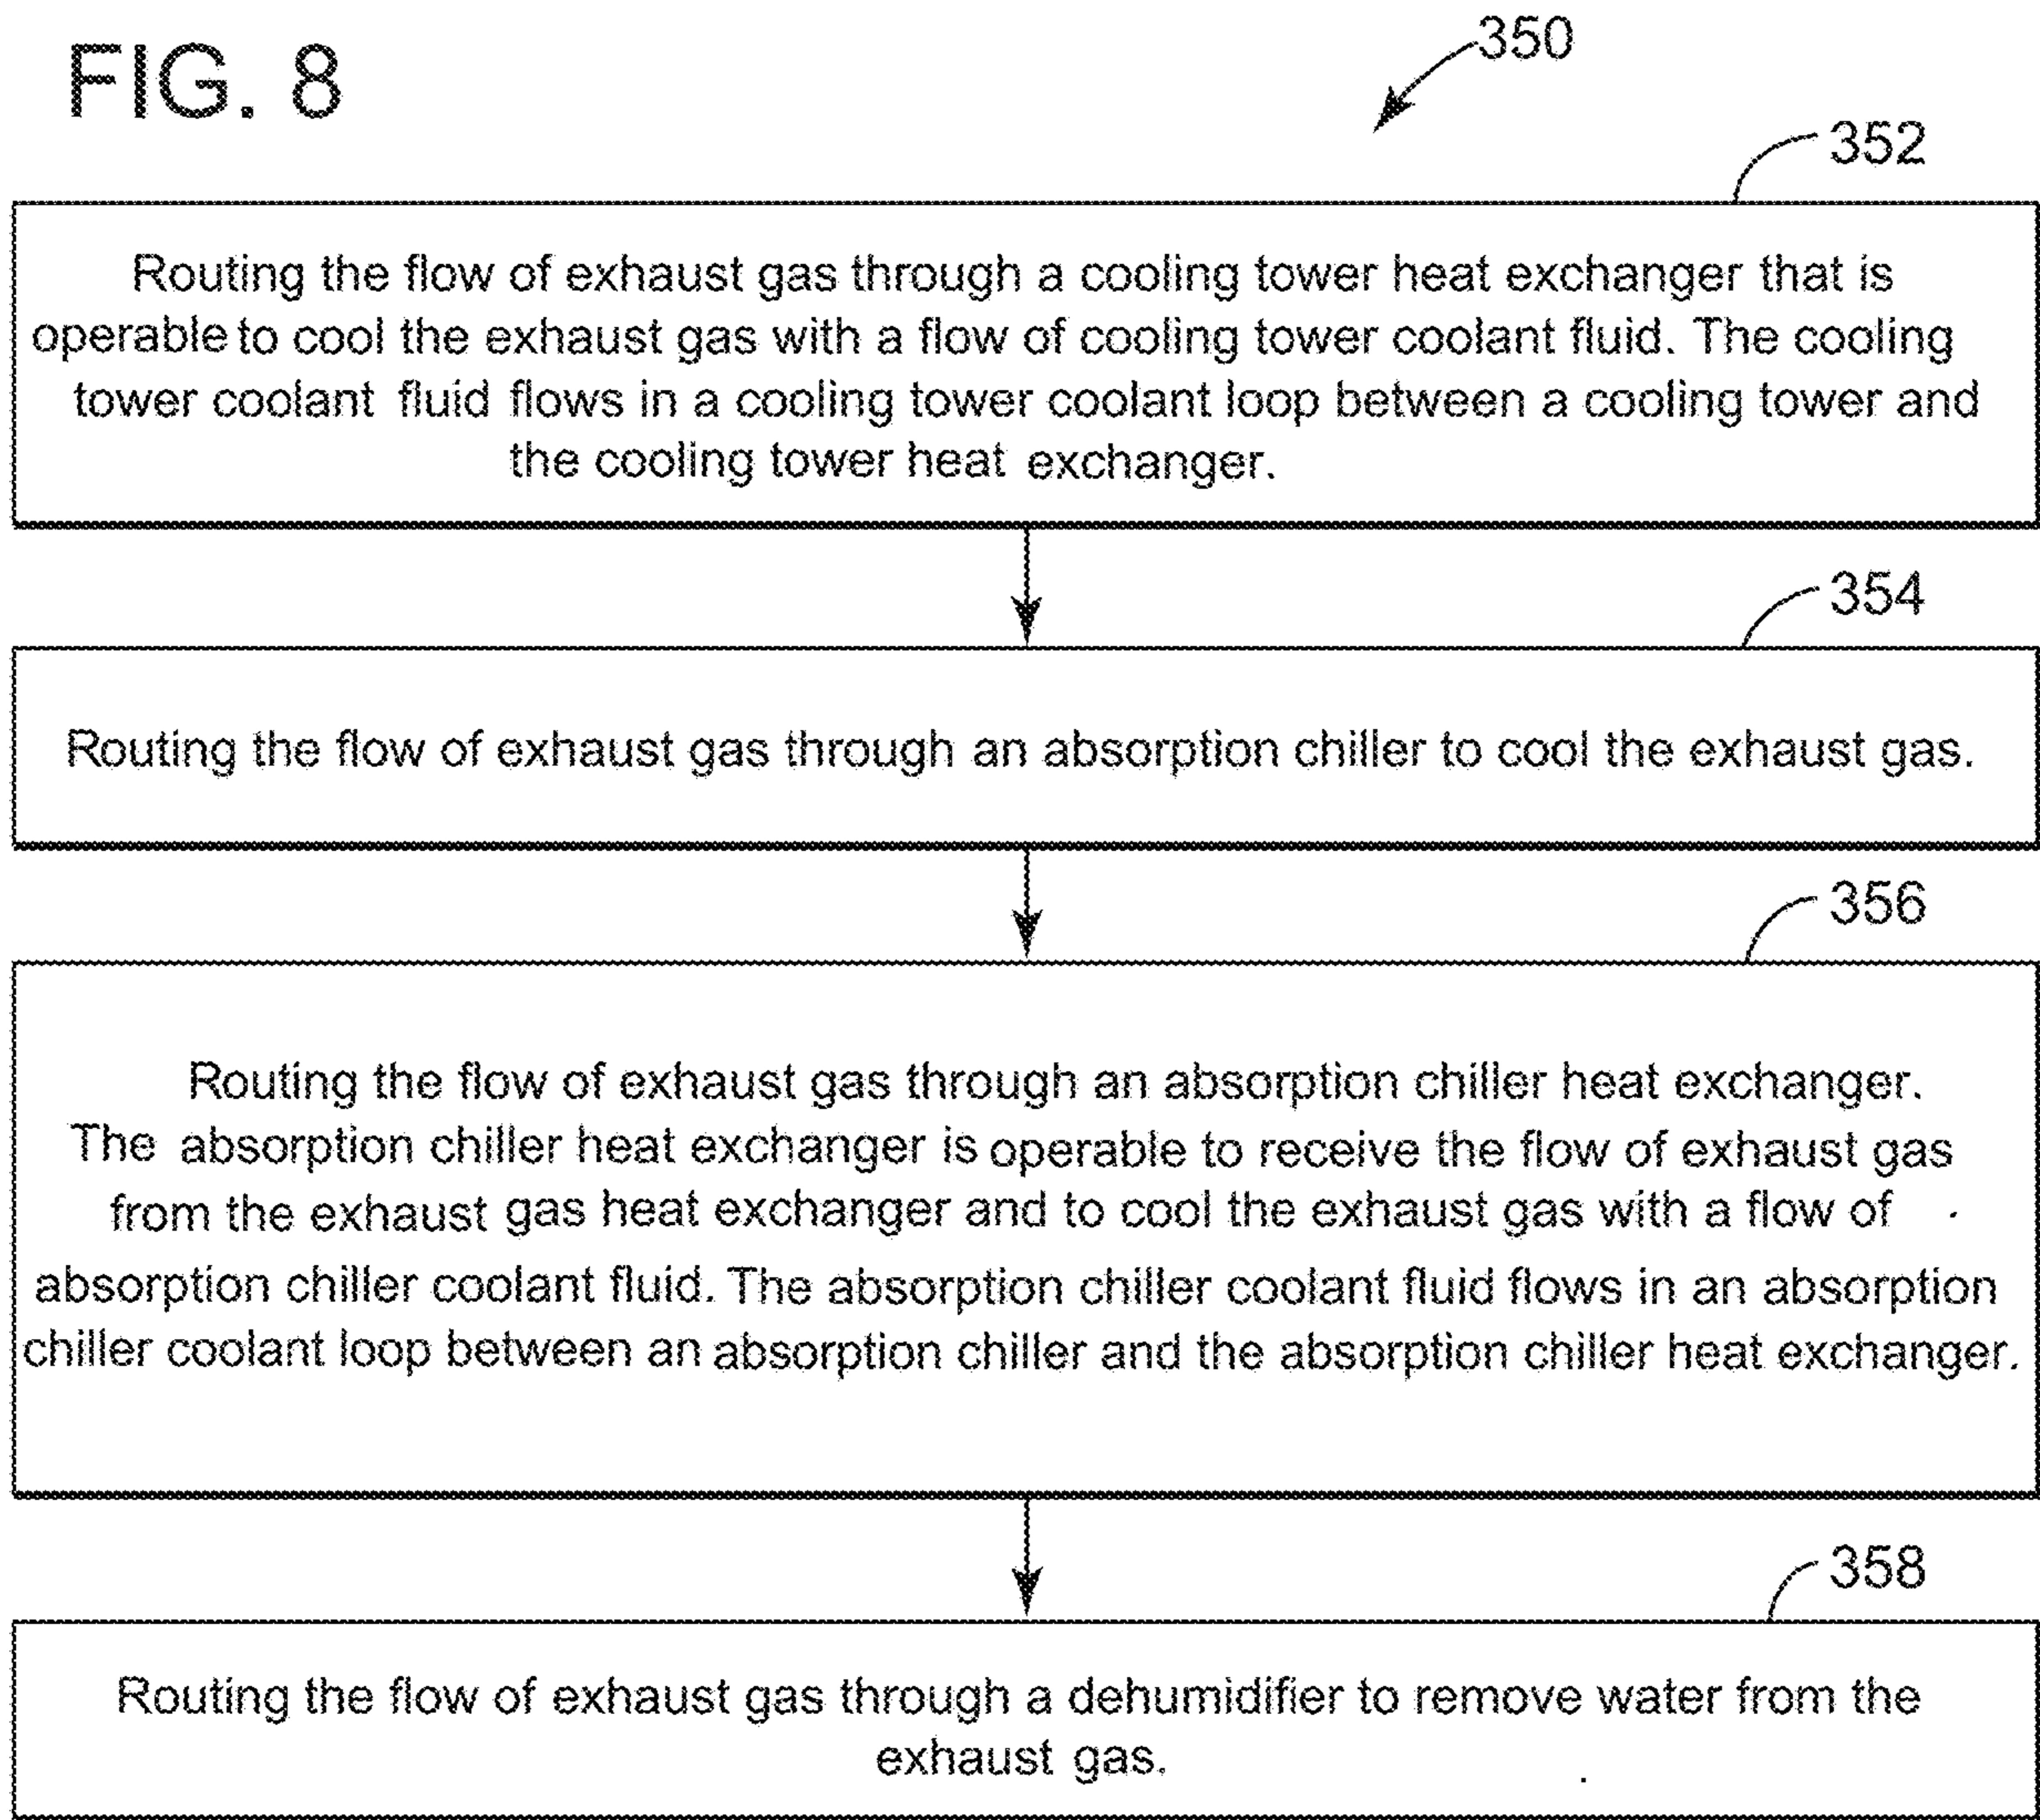 FIG. 8
350
352
Routing the flow of exhaust gas through a cooling tower heat exchanger that is
operable to cool the exhaust gas with a flow of cooling tower coolant fluid. The cooling
tower coolant fluid flows in a cooling tower coolant loop between a cooling tower and
the cooling tower heat exchanger.
354
Routing the flow of exhaust gas through an absorption chiller to cool the exhaust gas.
356
Routing the flow of exhaust gas through an absorption chiller heat exchanger.
The absorption chiller heat exchanger is operable to receive the flow of exhaust gas
from the exhaust gas heat exchanger and to cool the exhaust gas with a flow of
absorption chiller coolant fluid. The absorption chiller coolant fluid flows in an absorption
chiller coolant loop between an absorption chiller and the absorption chiller heat exchanger.
358
Routing the flow of exhaust gas through a dehumidifier to remove water from the
exhaust gas.